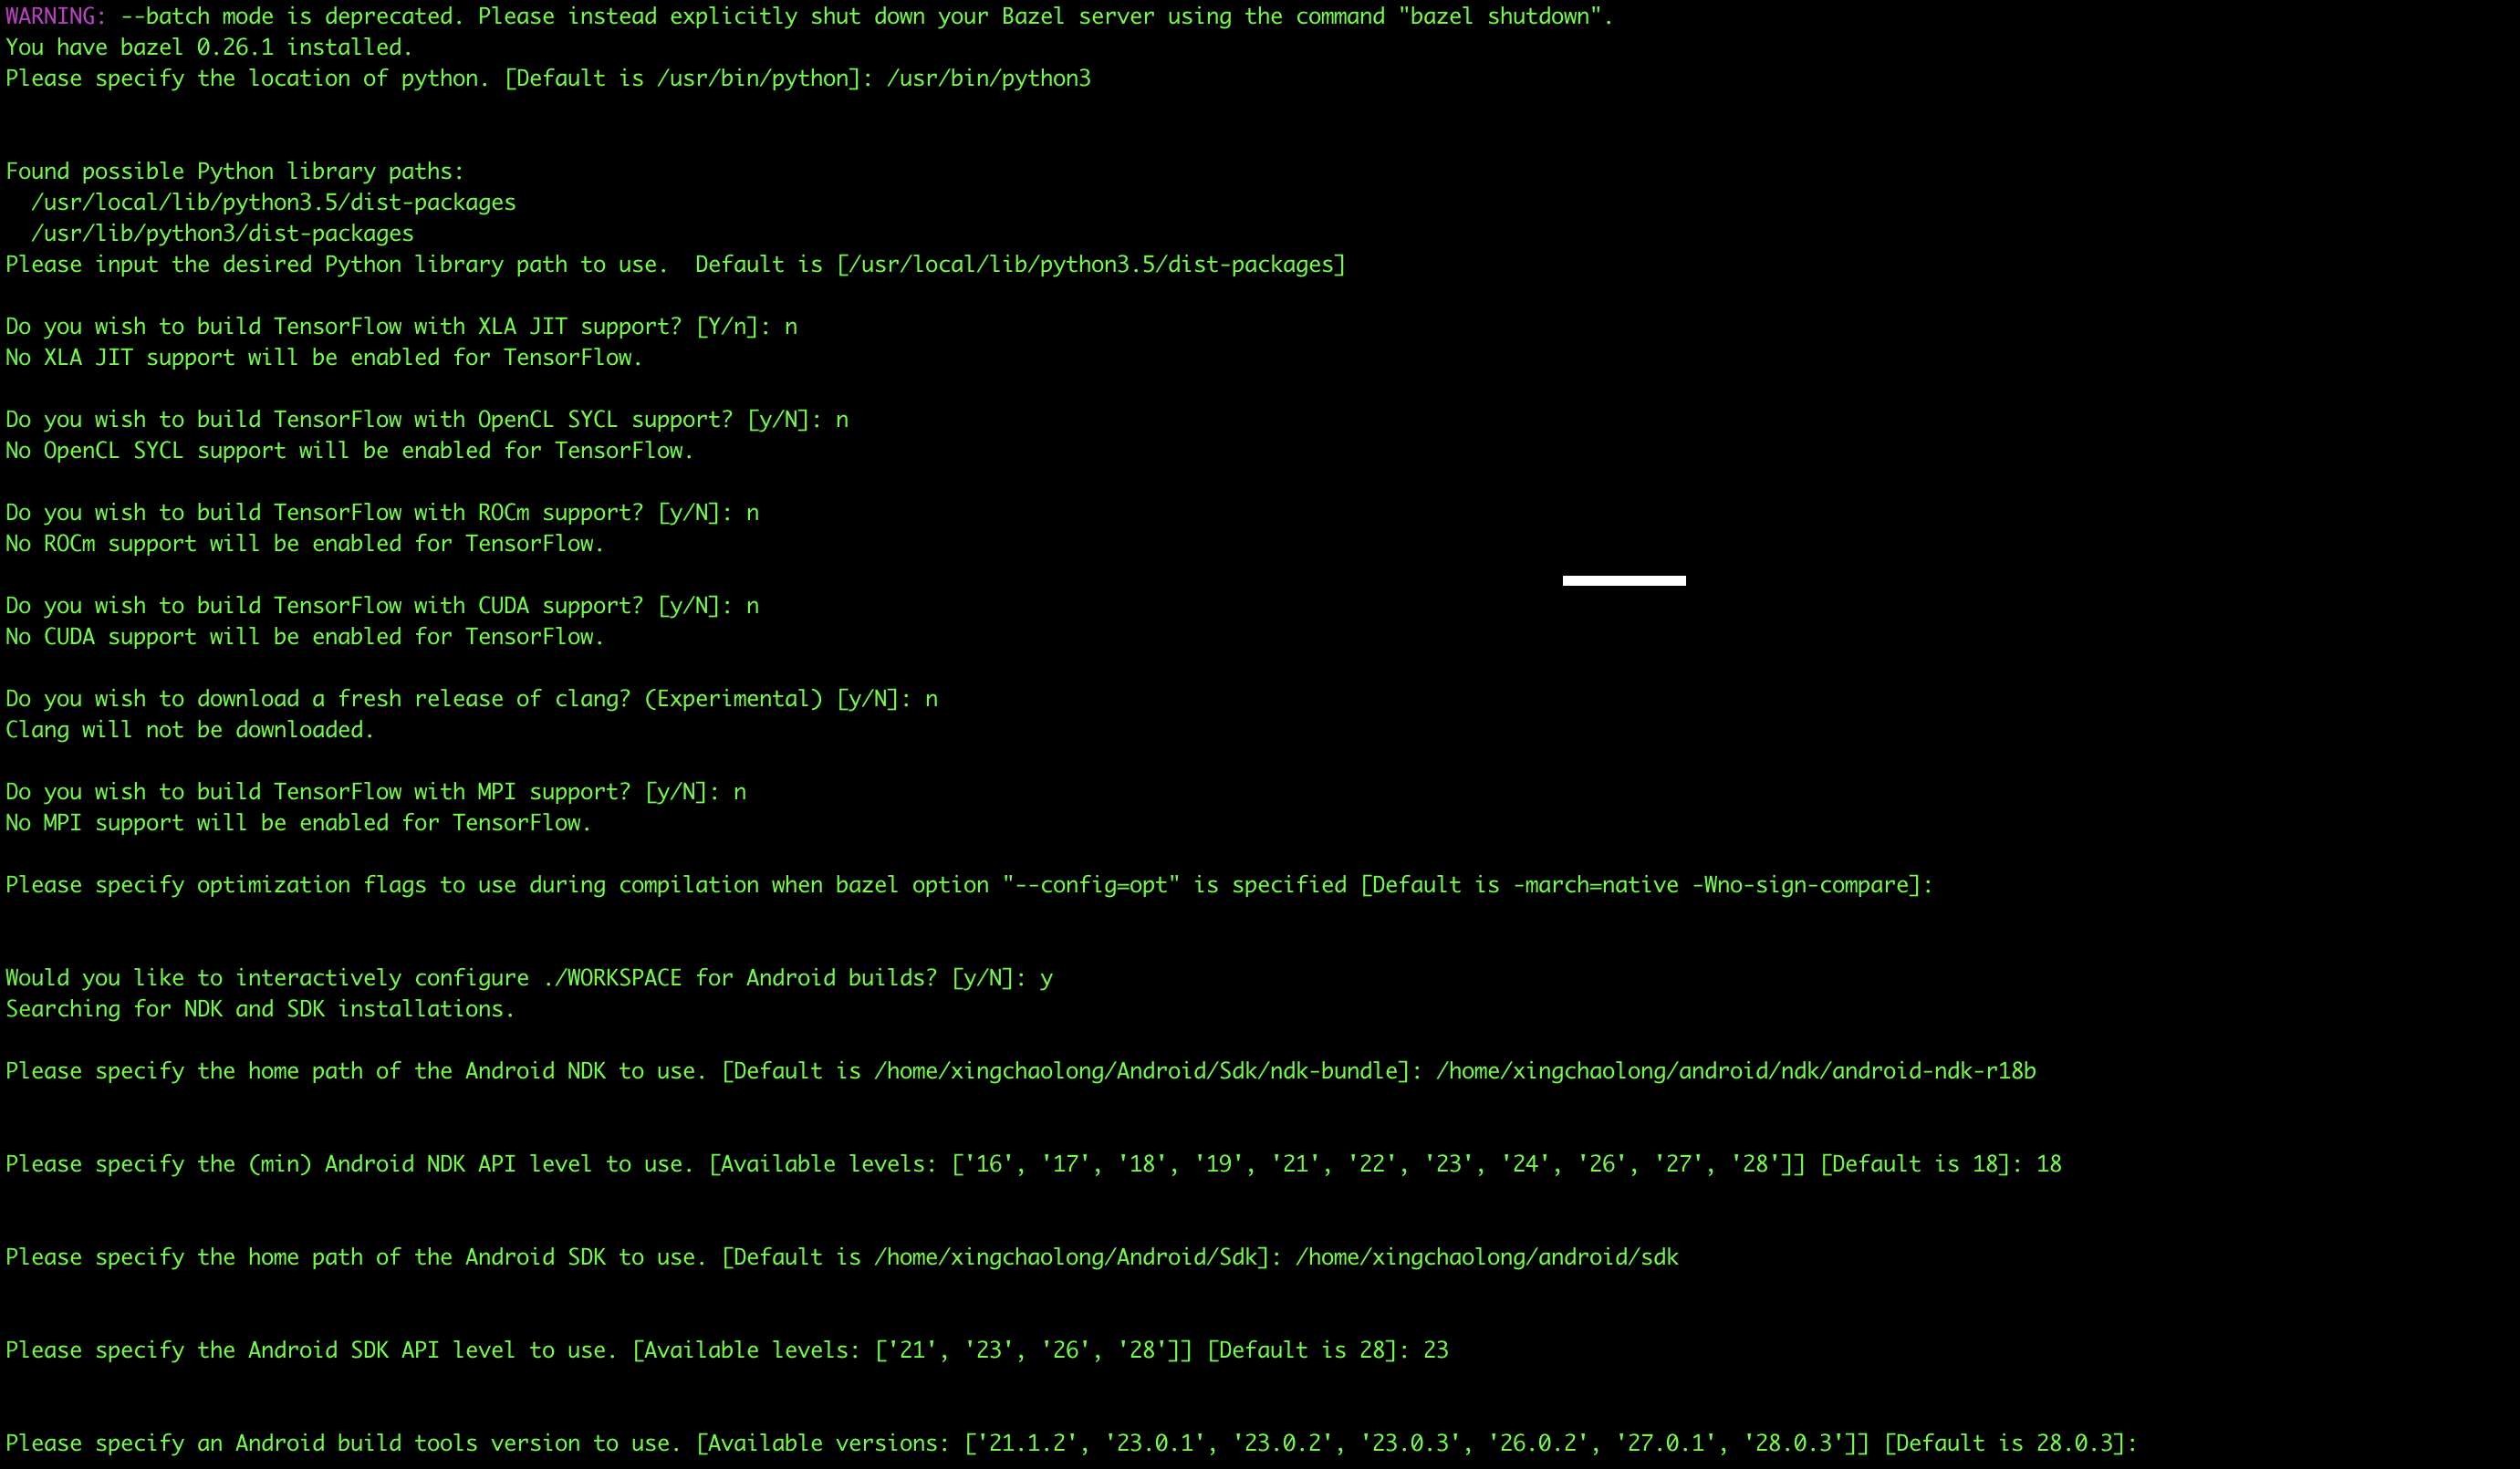 WARNING: --batch mode is deprecated. Please instead explicitly shut down your Bazel server using the command "bazel shutdown".
You have bazel 0.26.1 installed.
Please specify the location of python. [Default is /usr/bin/python]: /usr/bin/python3
Found possible Python library paths:
  /usr/local/lib/python3.5/dist-packages
  /usr/lib/python3/dist-packages
Please input the desired Python library path to use.  Default is [/usr/local/lib/python3.5/dist-packages]
Do you wish to build TensorFlow with XLA JIT support? [Y/n]: n
No XLA JIT support will be enabled for TensorFlow.
Do you wish to build TensorFlow with OpenCL SYCL support? [y/N]: n
No OpenCL SYCL support will be enabled for TensorFlow.
Do you wish to build TensorFlow with ROCm support? [y/N]: n
No ROCm support will be enabled for TensorFlow.
Do you wish to build TensorFlow with CUDA support? [y/N]: n
No CUDA support will be enabled for TensorFlow.
Do you wish to download a fresh release of clang? (Experimental) [y/N]: n
Clang will not be downloaded.
Do you wish to build TensorFlow with MPI support? [y/N]: n
No MPI support will be enabled for TensorFlow.
Please specify optimization flags to use during compilation when bazel option "--config=opt" is specified [Default is -march=native -Wno-sign-compare]:
Would you like to interactively configure ./WORKSPACE for Android builds? [y/N]: y
Searching for NDK and SDK installations.
Please specify the home path of the Android NDK to use. [Default is /home/xingchaolong/Android/Sdk/ndk-bundle]: /home/xingchaolong/android/ndk/android-ndk-r18b
Please specify the (min) Android NDK API level to use. [Available levels: ['16', '17', '18', '19', '21', '22', '23', '24', '26', '27', '28']] [Default is 18]: 18
Please specify the home path of the Android SDK to use. [Default is /home/xingchaolong/Android/Sdk]: /home/xingchaolong/android/sdk
Please specify the Android SDK API level to use. [Available levels: ['21', '23', '26', '28']] [Default is 28]: 23
Please specify an Android build tools version to use. [Available versions: ['21.1.2', '23.0.1', '23.0.2', '23.0.3', '26.0.2', '27.0.1', '28.0.3']] [Default is 28.0.3]: